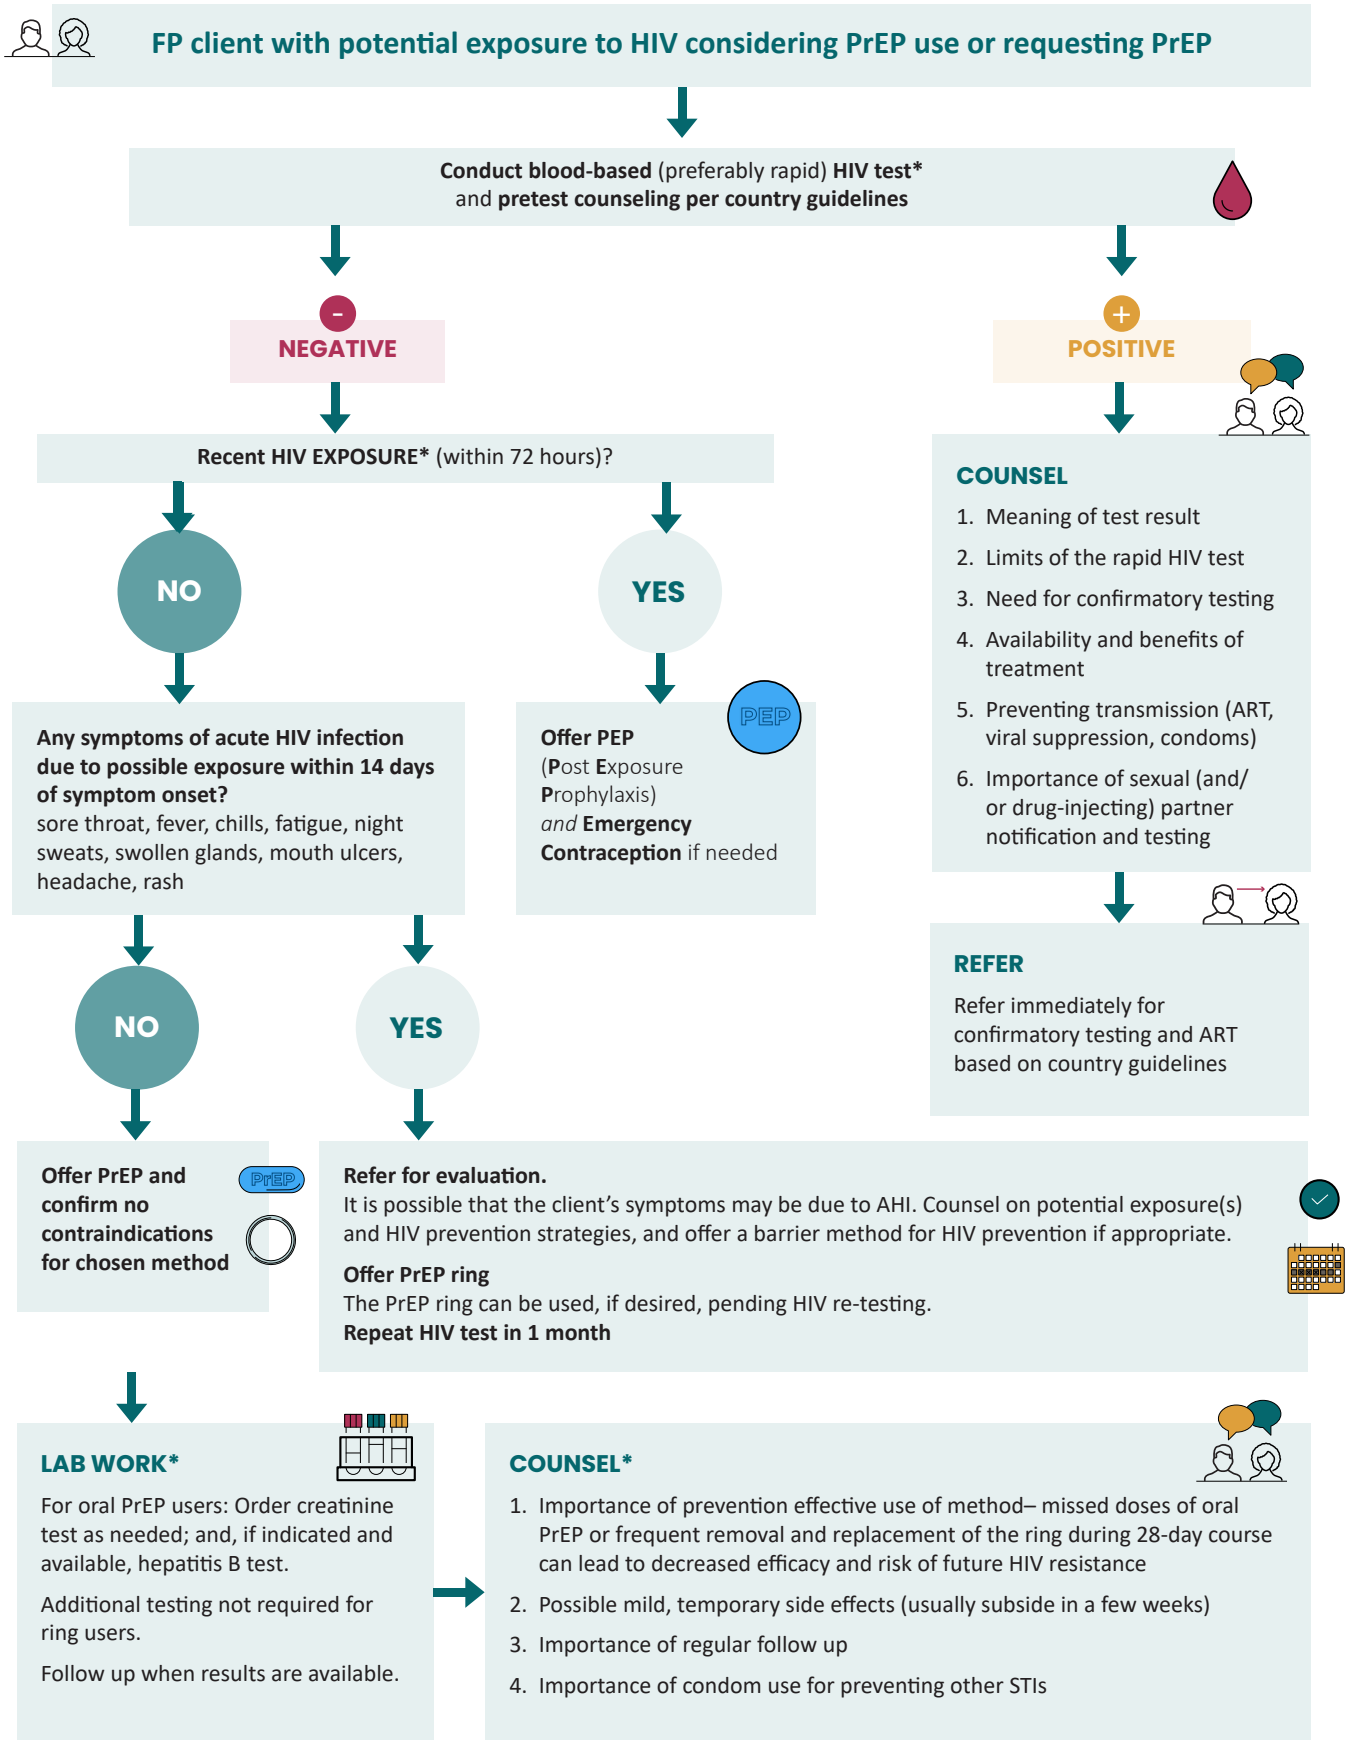 FP client with potential exposure to HIV considering PrEP use or requesting PrEP
Conduct blood-based (preferably rapid) HIV test*
and pretest counseling per country guidelines
-
NEGATIVE
+
POSITIVE
Recent HIV EXPOSURE* (within 72 hours)?
NO
YES
Any symptoms of acute HIV infection
due to possible exposure within 14 days
of symptom onset?
sore throat, fever, chills, fatigue, night
sweats, swollen glands, mouth ulcers,
headache, rash
PEP
Offer PEP
(Post Exposure
Prophylaxis)
and Emergency
Contraception if needed
COUNSEL
1. Meaning of test result
2. Limits of the rapid HIV test
3. Need for confirmatory testing
4. Availability and benefits of
treatment
5. Preventing transmission (ART,
viral suppression, condoms)
6. Importance of sexual (and/
or drug-injecting) partner
notification and testing
REFER
Refer immediately for
confirmatory testing and ART
based on country guidelines
NO
YES
Offer PrEP and
confirm no
contraindications
for chosen method
PrEP
Refer for evaluation.
It is possible that the client's symptoms may be due to AHI. Counsel on potential exposure(s)
and HIV prevention strategies, and offer a barrier method for HIV prevention if appropriate.
Offer PrEP ring
The PrEP ring can be used, if desired, pending HIV re-testing.
Repeat HIV test in 1 month
LAB WORK*
For oral PrEP users: Order creatinine
test as needed; and, if indicated and
available, hepatitis B test.
Additional testing not required for
ring users.
Follow up when results are available.
COUNSEL*
1. Importance of prevention effective use of method– missed doses of oral
PrEP or frequent removal and replacement of the ring during 28-day course
can lead to decreased efficacy and risk of future HIV resistance
2. Possible mild, temporary side effects (usually subside in a few weeks)
3. Importance of regular follow up
4. Importance of condom use for preventing other STIs